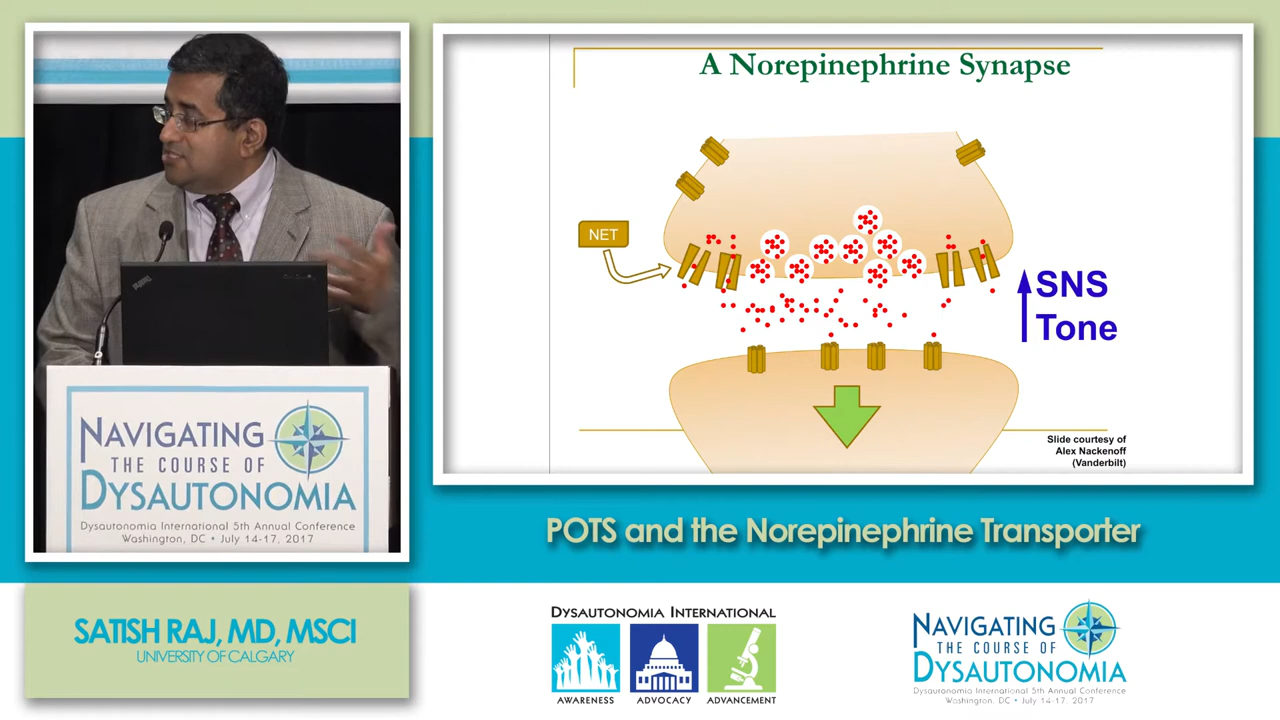 A Norepinephrine Synapse
NET
SNS
Tone
Slide courtesy of
Alex Nackenoff
(Vanderbilt)
ThinkPad
NAVIGATING
THE COURSE OF
DYSAUTONOMIA
Dysautonomia International 5th Annual Conference
Washington, DC • July 14-17, 2017
POTS and the Norepinephrine Transporter
SATISH RAJ, MD, MSCI
UNIVERSITY OF CALGARY
DYSAUTONOMIA INTERNATIONAL
AWARENESS
ADVOCACY
ADVANCEMENT
NAVIGATING
THE COURSE OF
DYSAUTONOMIA
Dysautonomia International 5th Annual Conference
Washington, DC • July 14-17, 2017